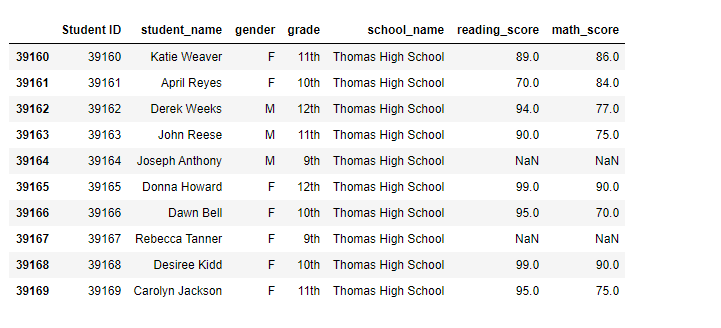 Student ID student_name gender grade school_name reading_score math_score
39160 39160 Katie Weaver F 11th Thomas High School 89.0 86.0
39161 39161 April Reyes F 10th Thomas High School 70.0 84.0
39162 39162 Derek Weeks M 12th Thomas High School 94.0 77.0
39163 39163 John Reese M 11th Thomas High School 90.0 75.0
39164 39164 Joseph Anthony M 9th Thomas High School NaN NaN
39165 39165 Donna Howard F 12th Thomas High School 99.0 90.0
39166 39166 Dawn Bell F 10th Thomas High School 95.0 70.0
39167 39167 Rebecca Tanner F 9th Thomas High School NaN NaN
39168 39168 Desiree Kidd F 10th Thomas High School 99.0 90.0
39169 39169 Carolyn Jackson F 11th Thomas High School 95.0 75.0